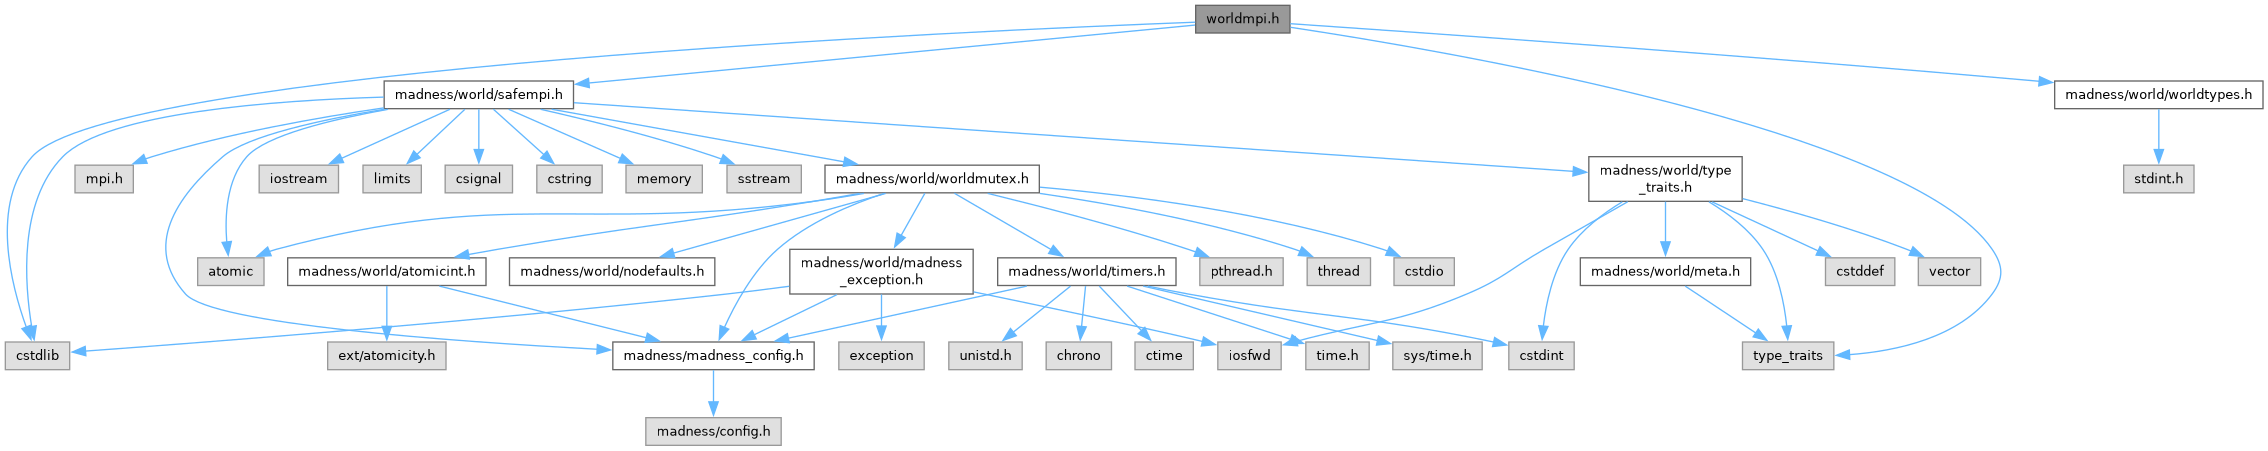 worldmpi.h
madness/world/safempi.h
madness/world/worldtypes.h
mpi.h
iostream
limits
csignal
cstring
memory
sstream
madness/world/worldmutex.h
madness/world/type
_traits.h
stdint.h
atomic
madness/world/atomicint.h
madness/world/nodefaults.h
madness/world/madness
_exception.h
madness/world/timers.h
pthread.h
thread
cstdio
madness/world/meta.h
cstddef
vector
cstdlib
ext/atomicity.h
madness/madness_config.h
exception
unistd.h
chrono
ctime
iosfwd
time.h
sys/time.h
cstdint
type_traits
madness/config.h